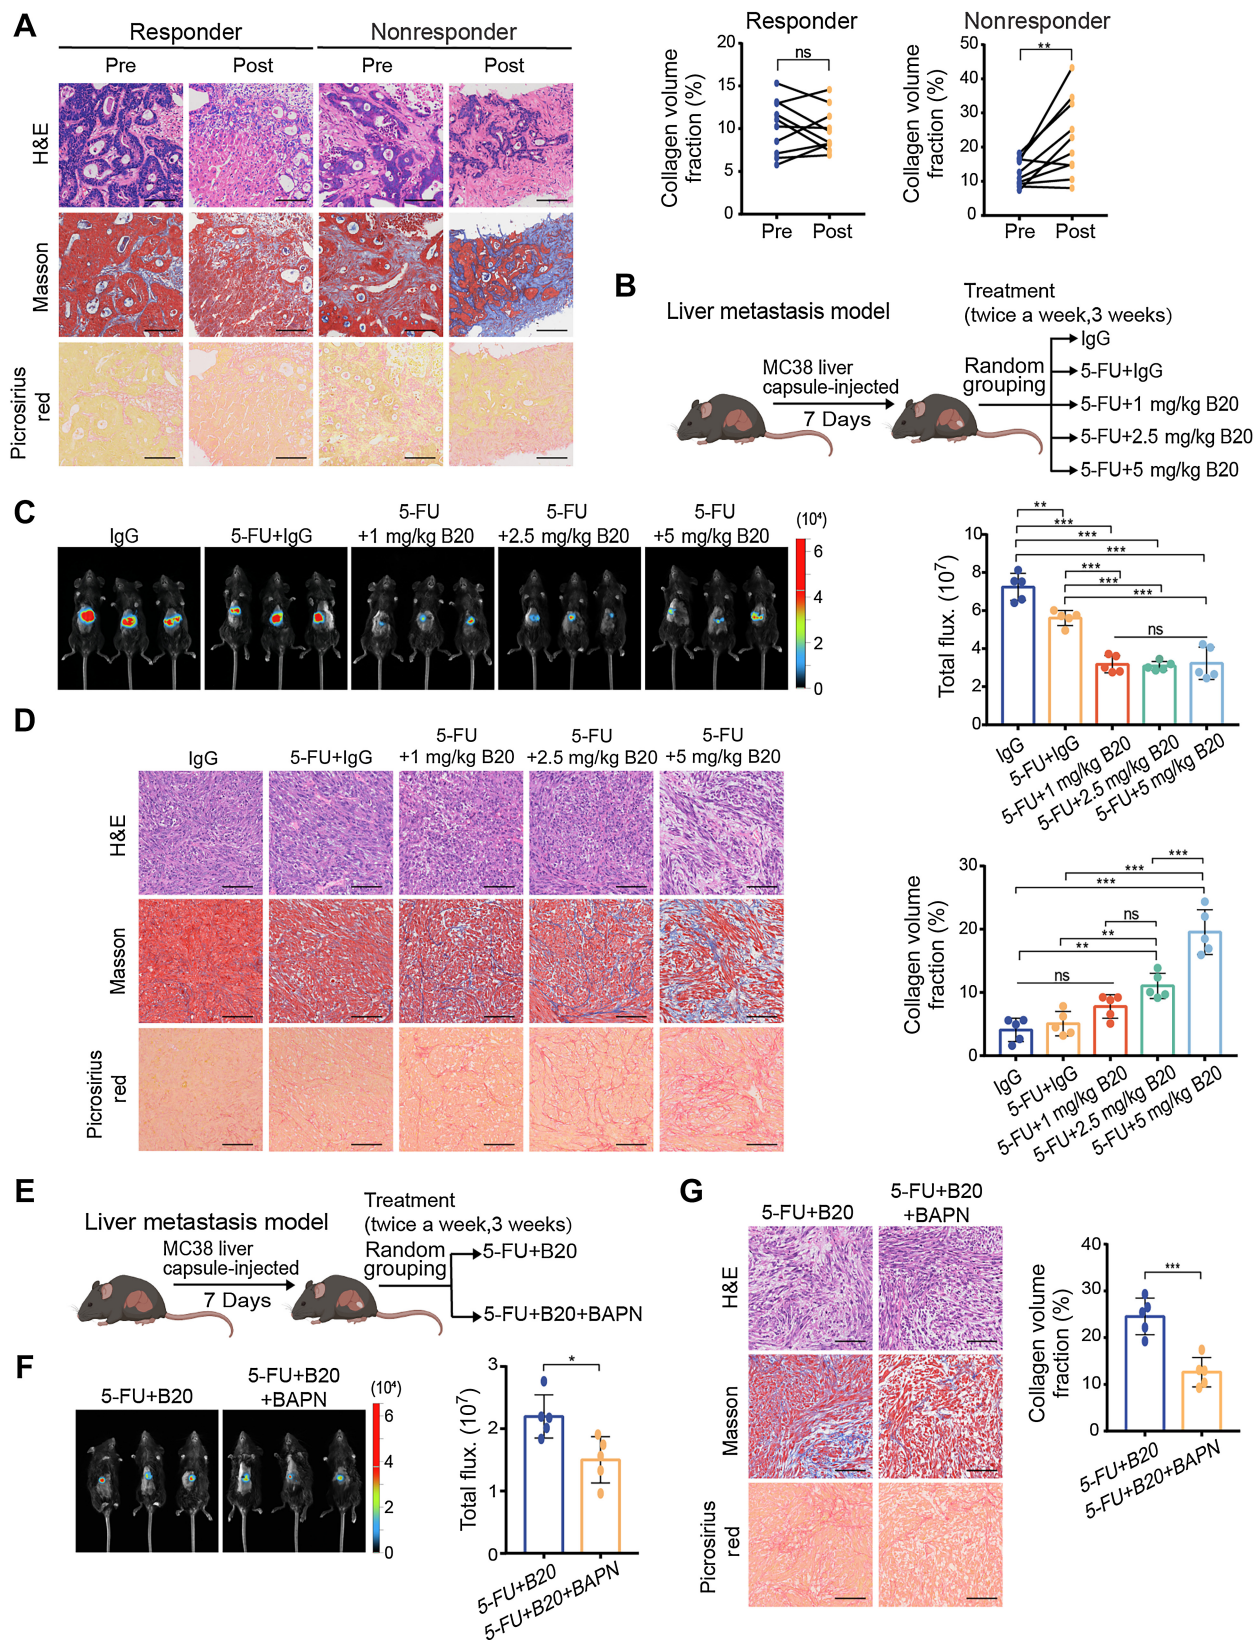 A
Responder
Nonresponder
Pre
Post
Pre
Post
H&E
Masson
Picrosirius
red
Responder
Collagen volume
fraction (%)
20
15
10
5
0
ns
Pre
Post
Nonresponder
Collagen volume
fraction (%)
50
40
30
20
10
0
**
Pre
Post
B
Liver metastasis model
MC38 liver
capsule-injected
7 Days
Random
grouping
Treatment
(twice a week,3 weeks)
IgG
5-FU+IgG
5-FU+1 mg/kg B20
5-FU+2.5 mg/kg B20
5-FU+5 mg/kg B20
C
IgG
5-FU+IgG
5-FU
+1 mg/kg B20
5-FU
+2.5 mg/kg B20
5-FU
+5 mg/kg B20
(10⁴)
6
4
2
0
Total flux. (10⁷)
10
8
6
4
2
0
**
***
***
***
***
***
***
ns
IgG
5-FU+IgG
5-FU+1 mg/kg B20
5-FU+2.5 mg/kg B20
5-FU+5 mg/kg B20
D
IgG
5-FU+IgG
5-FU
+1 mg/kg B20
5-FU
+2.5 mg/kg B20
5-FU
+5 mg/kg B20
H&E
Masson
Picrosirius
red
Collagen volume
fraction (%)
30
20
10
0
***
***
***
ns
**
**
ns
IgG
5-FU+IgG
5-FU+1 mg/kg B20
5-FU+2.5 mg/kg B20
5-FU+5 mg/kg B20
E
Liver metastasis model
MC38 liver
capsule-injected
7 Days
Treatment
(twice a week,3 weeks)
Random
grouping
5-FU+B20
5-FU+B20+BAPN
F
5-FU+B20
5-FU+B20
+BAPN
(10⁴)
6
4
2
0
Total flux. (10⁷)
3
2
1
0
*
5-FU+B20
5-FU+B20+BAPN
G
5-FU+B20
5-FU+B20
+BAPN
H&E
Masson
Picrosirius
red
Collagen volume
fraction (%)
40
30
20
10
0
***
5-FU+B20
5-FU+B20+BAPN